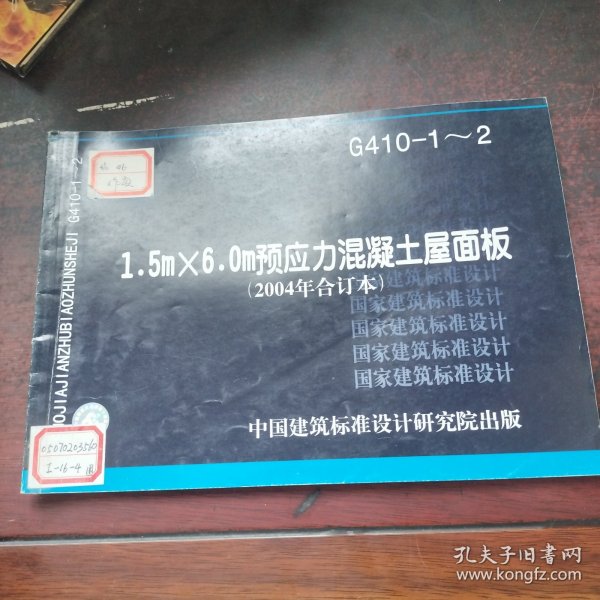 G410-1～2
1.5m×6.0m预应力混凝土屋面板
(2004年合订本)
建筑标准设计
国家建筑标准设计
国家建筑标准设计
国家建筑标准设计
国家建筑标准设计
中国建筑标准设计研究院出版
OJIAJIANZHUBIAOZHUNSHEJI G410-1～2
05070203560
I-16-4
孔夫子旧书网
www.kongfz.com